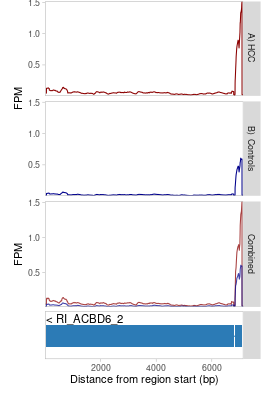 1.5
1.0
0.5
FPM
A) HCC
1.5
1.0
0.5
B) Controls
1.5
1.0
0.5
FPM
Combined
< RI_ACBD6_2
2000
4000
6000
Distance from region start (bp)